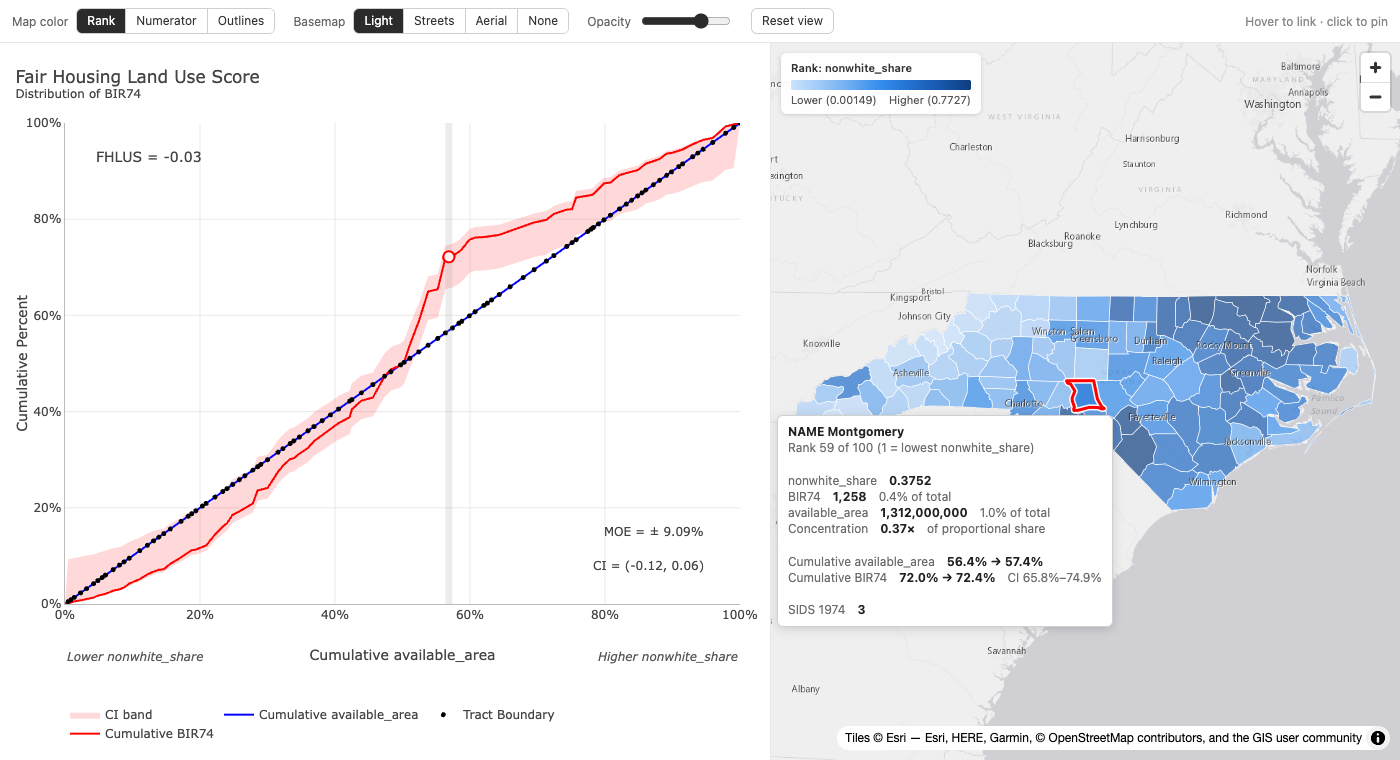 Map color Rank Numerator Outlines Basemap Light Streets Aerial None Opacity Reset view Hover to link · click to pin
Fair Housing Land Use Score
Distribution of BIR74
FHLUS = -0.03
MOE = ± 9.09%
CI = (-0.12, 0.06)
Cumulative Percent
100%
80%
60%
40%
20%
0%
0% 20% 40% 60% 80% 100%
Lower nonwhite_share Cumulative available_area Higher nonwhite_share
CI band Cumulative available_area Tract Boundary
Cumulative BIR74
Rank: nonwhite_share
Lower (0.00149) Higher (0.7727)
+
−
Baltimore
MARYLAND
Annapolis
Washington
WEST VIRGINIA
Harrisonburg
Charleston
Staunton
xington
VIRGINIA
TUCKY
Richmond
Lynchburg
Roanoke
Blacksburg
Norfolk
Virginia Beach
Bristol
Kingsport
Johnson City
Winston Salem
Greensboro
Durham
Rocky Mount
Knoxville
Raleigh
Asheville
Greenville
Charlotte
Pamlico
Sound
Fayetteville
Jacksonville
Wilmington
NAME Montgomery
Rank 59 of 100 (1 = lowest nonwhite_share)
nonwhite_share 0.3752
BIR74 1,258 0.4% of total
available_area 1,312,000,000 1.0% of total
Concentration 0.37× of proportional share
Cumulative available_area 56.4% → 57.4%
Cumulative BIR74 72.0% → 72.4% CI 65.8%–74.9%
SIDS 1974 3
Savannah
Albany
Tiles © Esri — Esri, HERE, Garmin, © OpenStreetMap contributors, and the GIS user community